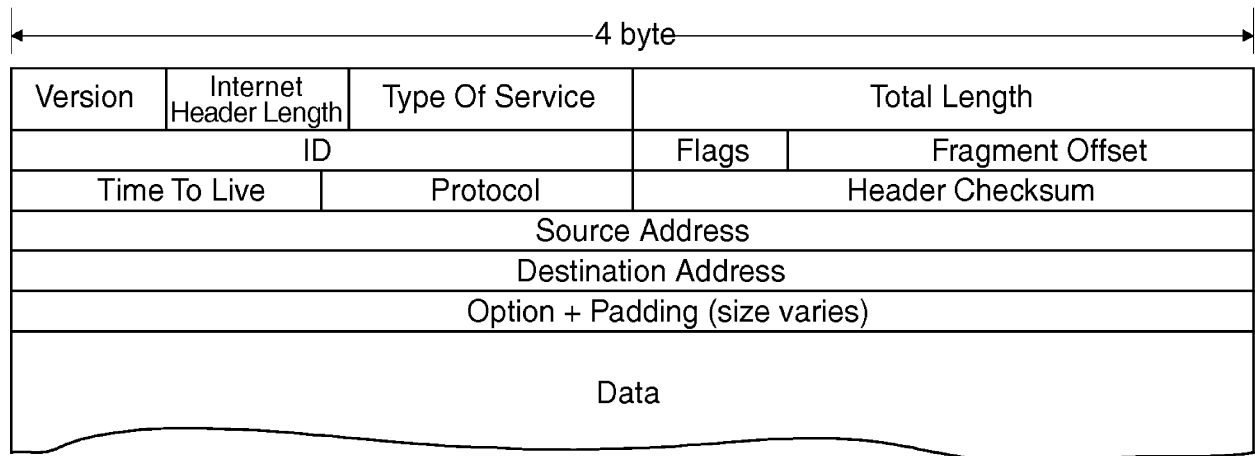 4 byte
Version
Internet
Header Length
Type Of Service
Total Length
ID
Flags
Fragment Offset
Time To Live
Protocol
Header Checksum
Source Address
Destination Address
Option + Padding (size varies)
Data